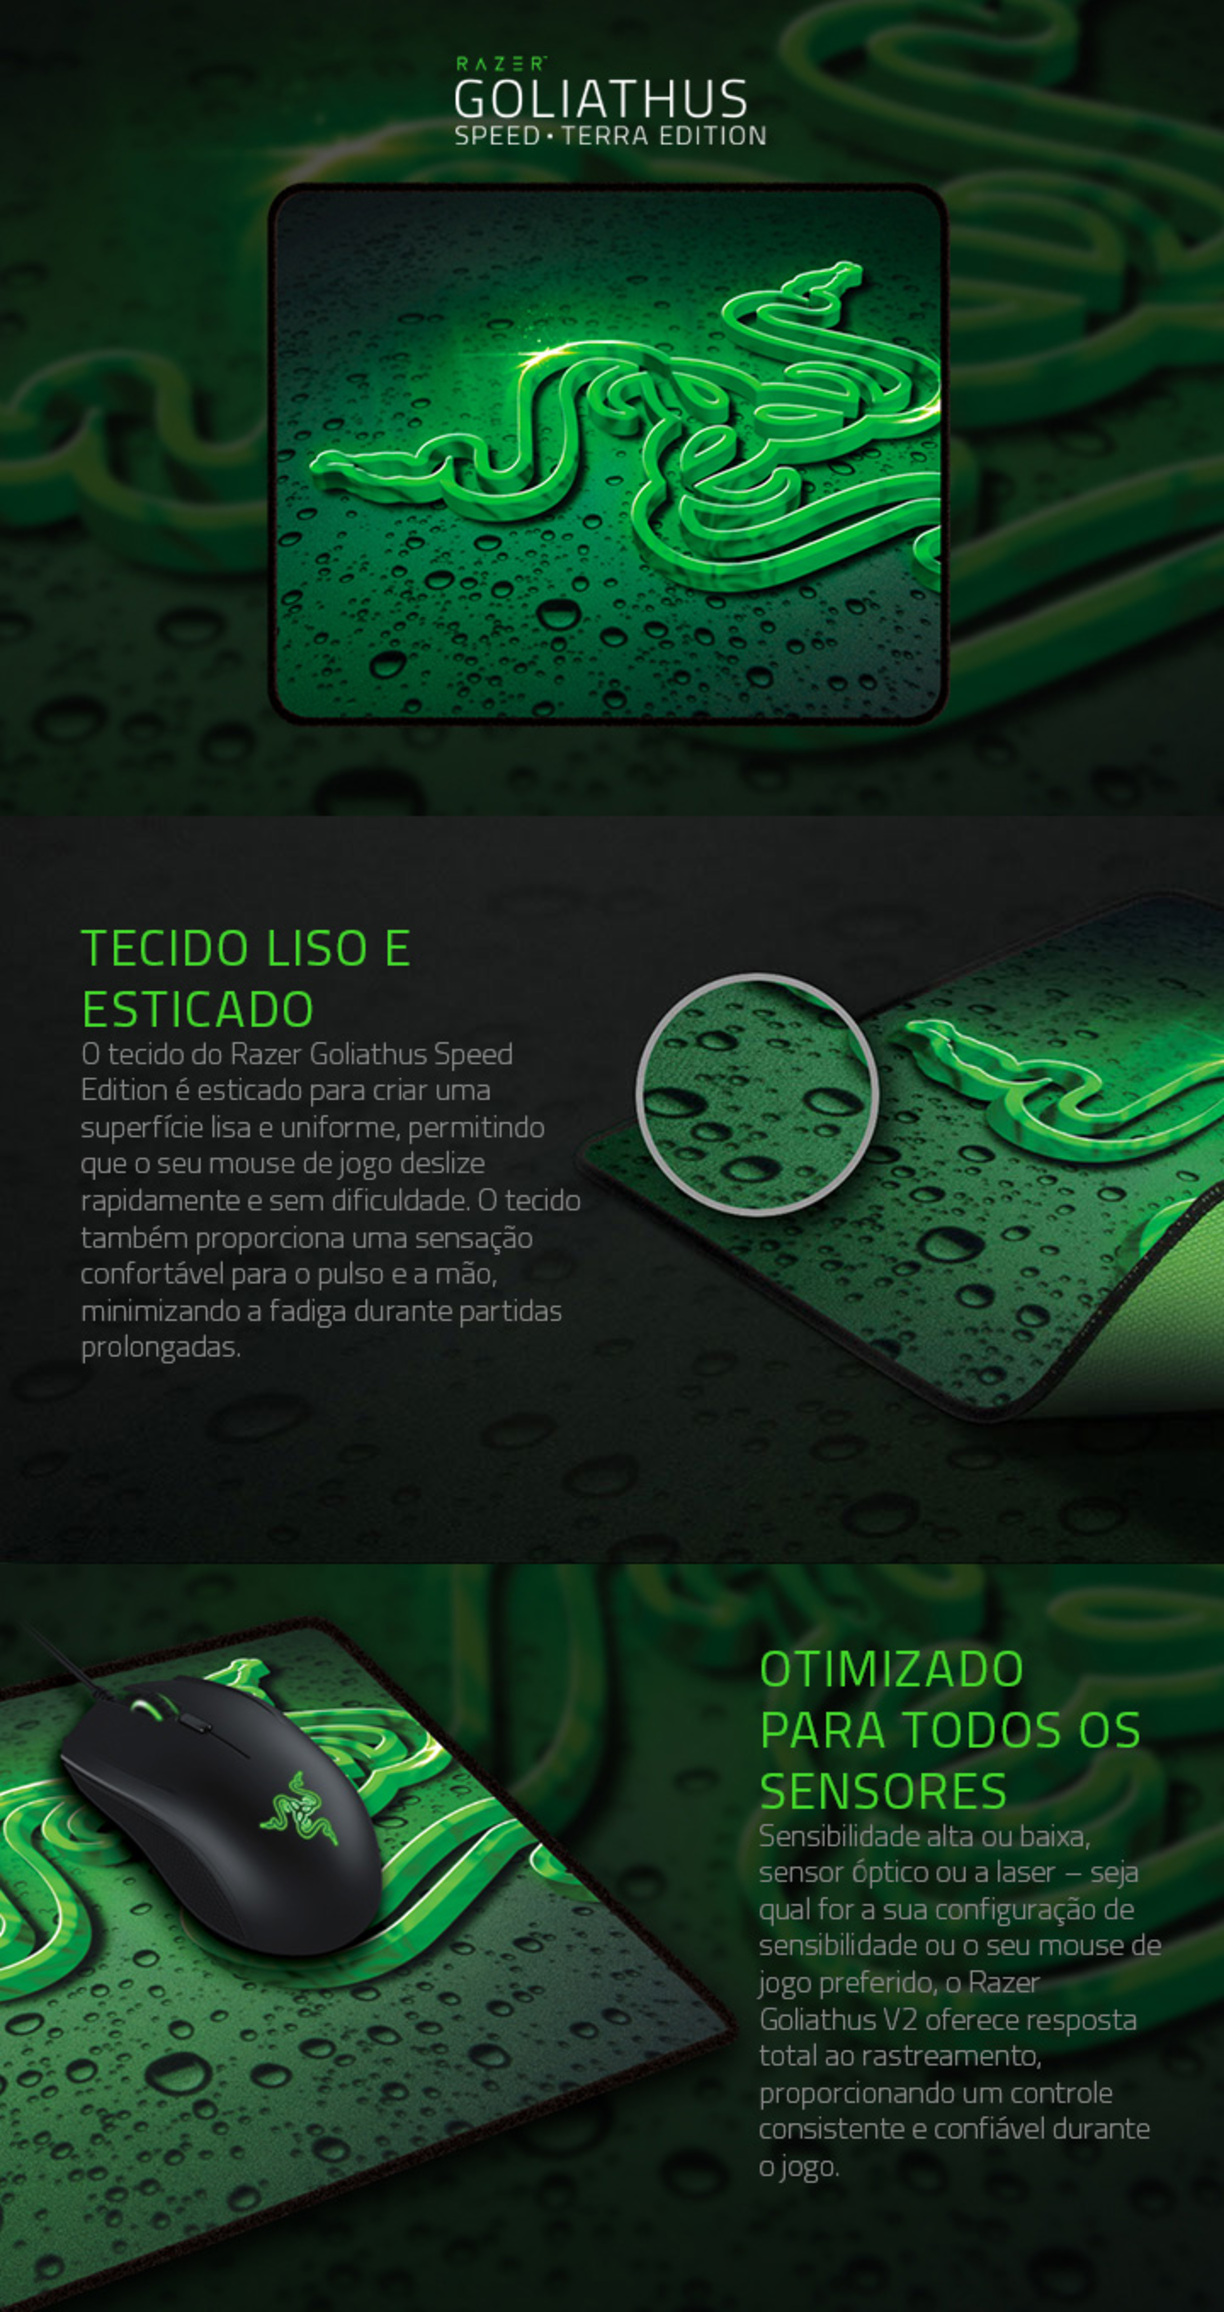 RAZER
GOLIATHUS
SPEED • TERRA EDITION
TECIDO LISO E
ESTICADO
O tecido do Razer Goliathus Speed
Edition é esticado para criar uma
superfície lisa e uniforme, permitindo
que o seu mouse de jogo deslize
rapidamente e sem dificuldade. O tecido
também proporciona uma sensação
confortável para o pulso e a mão,
minimizando a fadiga durante partidas
prolongadas.
OTIMIZADO
PARA TODOS OS
SENSORES
Sensibilidade alta ou baixa,
sensor óptico ou a laser – seja
qual for a sua configuração de
sensibilidade ou o seu mouse de
jogo preferido, o Razer
Goliathus V2 oferece resposta
total ao rastreamento,
proporcionando um controle
consistente e confiável durante
o jogo.